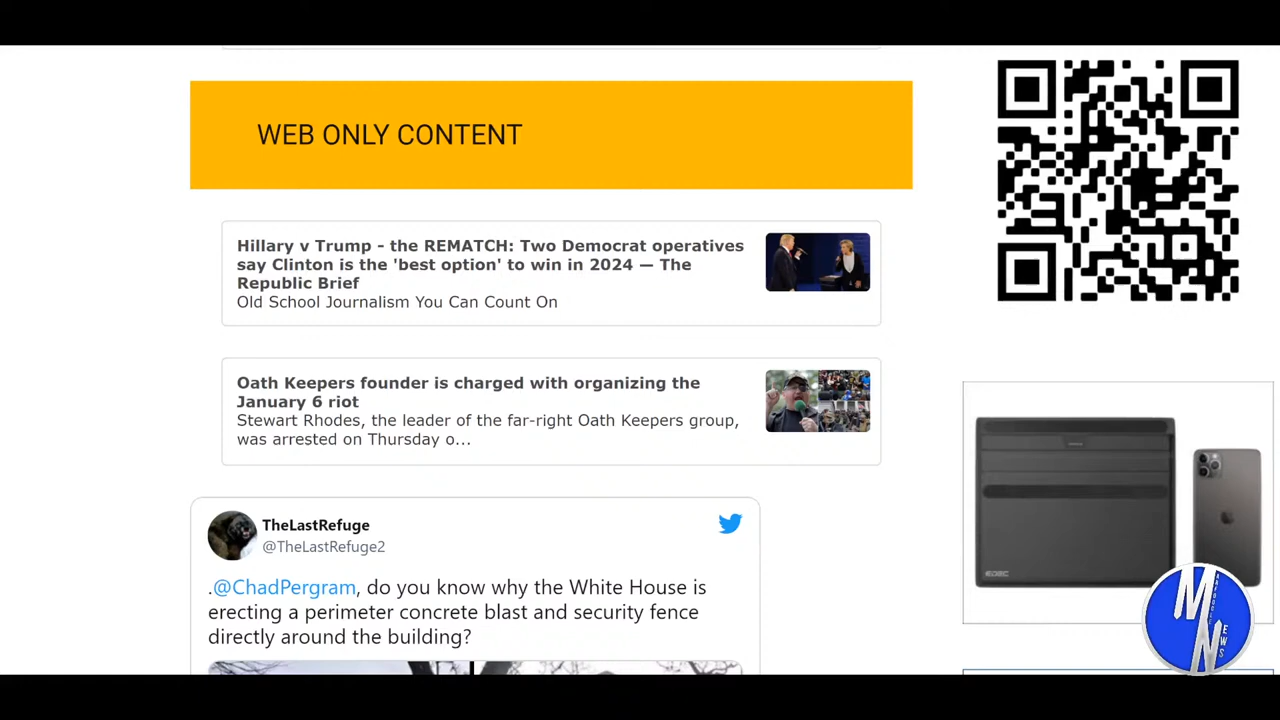 WEB ONLY CONTENT
Hillary v Trump - the REMATCH: Two Democrat operatives
say Clinton is the 'best option' to win in 2024 — The
Republic Brief
Old School Journalism You Can Count On
Oath Keepers founder is charged with organizing the
January 6 riot
Stewart Rhodes, the leader of the far-right Oath Keepers group,
was arrested on Thursday o...
TheLastRefuge
@TheLastRefuge2
.@ChadPergram, do you know why the White House is
erecting a perimeter concrete blast and security fence
directly around the building?
MN
EWS